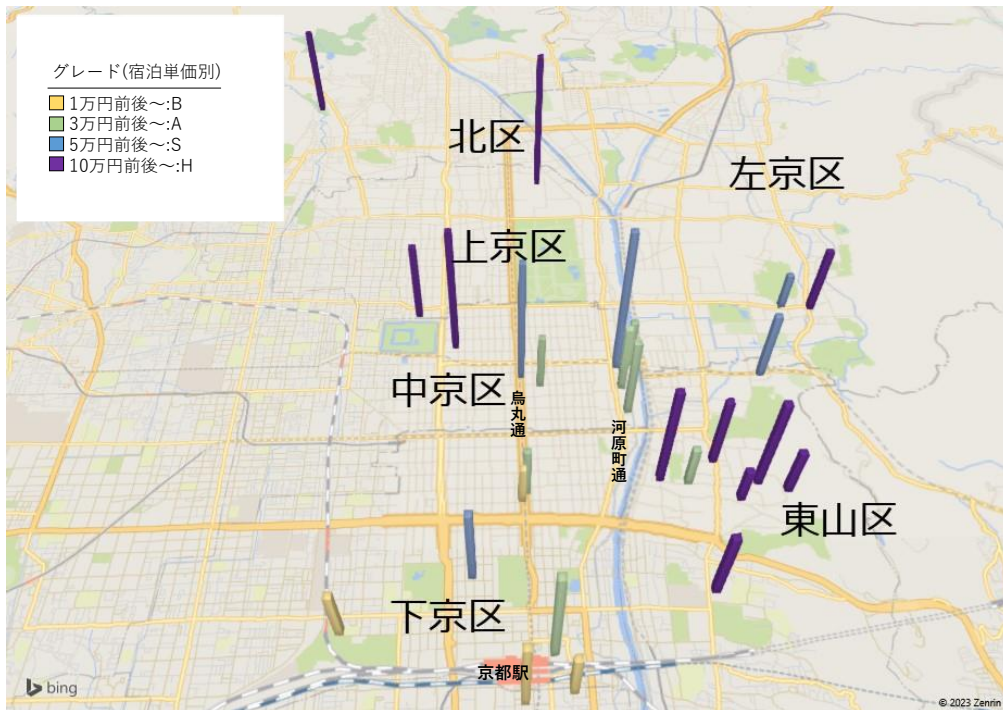 グレード(宿泊単価別)
1万円前後～:B
3万円前後～:A
5万円前後～:S
10万円前後～:H
北区
左京区
上京区
中京区
烏丸通
河原町通
東山区
下京区
京都駅
bing
© 2023 Zenrin